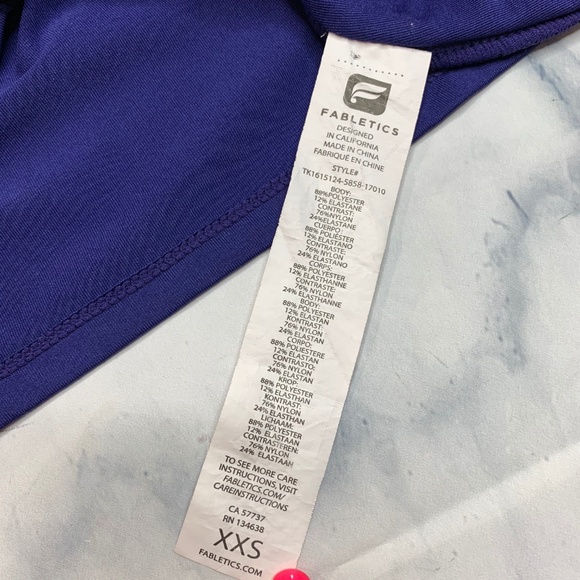 FABLETICS
DESIGNED
IN CALIFORNIA
MADE IN CHINA
FABRIQUÉ EN CHINE
STYLE#
TK1615124-5858-17010
BODY:
88%POLYESTER
12% ELASTANE
CONTRAST:
76%NYLON
24%ELASTANE
CUERPO:
88% POLIÉSTER
12% ELASTANO
CONTRASTE:
76% NYLON
24% ELASTANO
CORPS:
88% POLYESTER
12% ELASTHANNE
CONTRASTE:
76% NYLON
24% ELASTHANNE
BODY:
88% POLYESTER
12% ELASTAN
KONTRAST:
76% NYLON
24% ELASTAN
CORPO:
88% POLIESTERE
12% ELASTAN
CONTRASTO:
76% NYLON
24% ELASTAN
KROP:
88% POLYESTER
12% ELASTHAN
KONTRAST:
76% NYLON
24% ELASTHAN
LICHAAM:
88% POLYESTER
12% ELASTAAN
CONTRASTEREN:
76% NYLON
24% ELASTAAN
TO SEE MORE CARE
INSTRUCTIONS, VISIT
FABLETICS.COM/
CAREINSTRUCTIONS
CA 57737
RN 134638
XXS
FABLETICS.COM